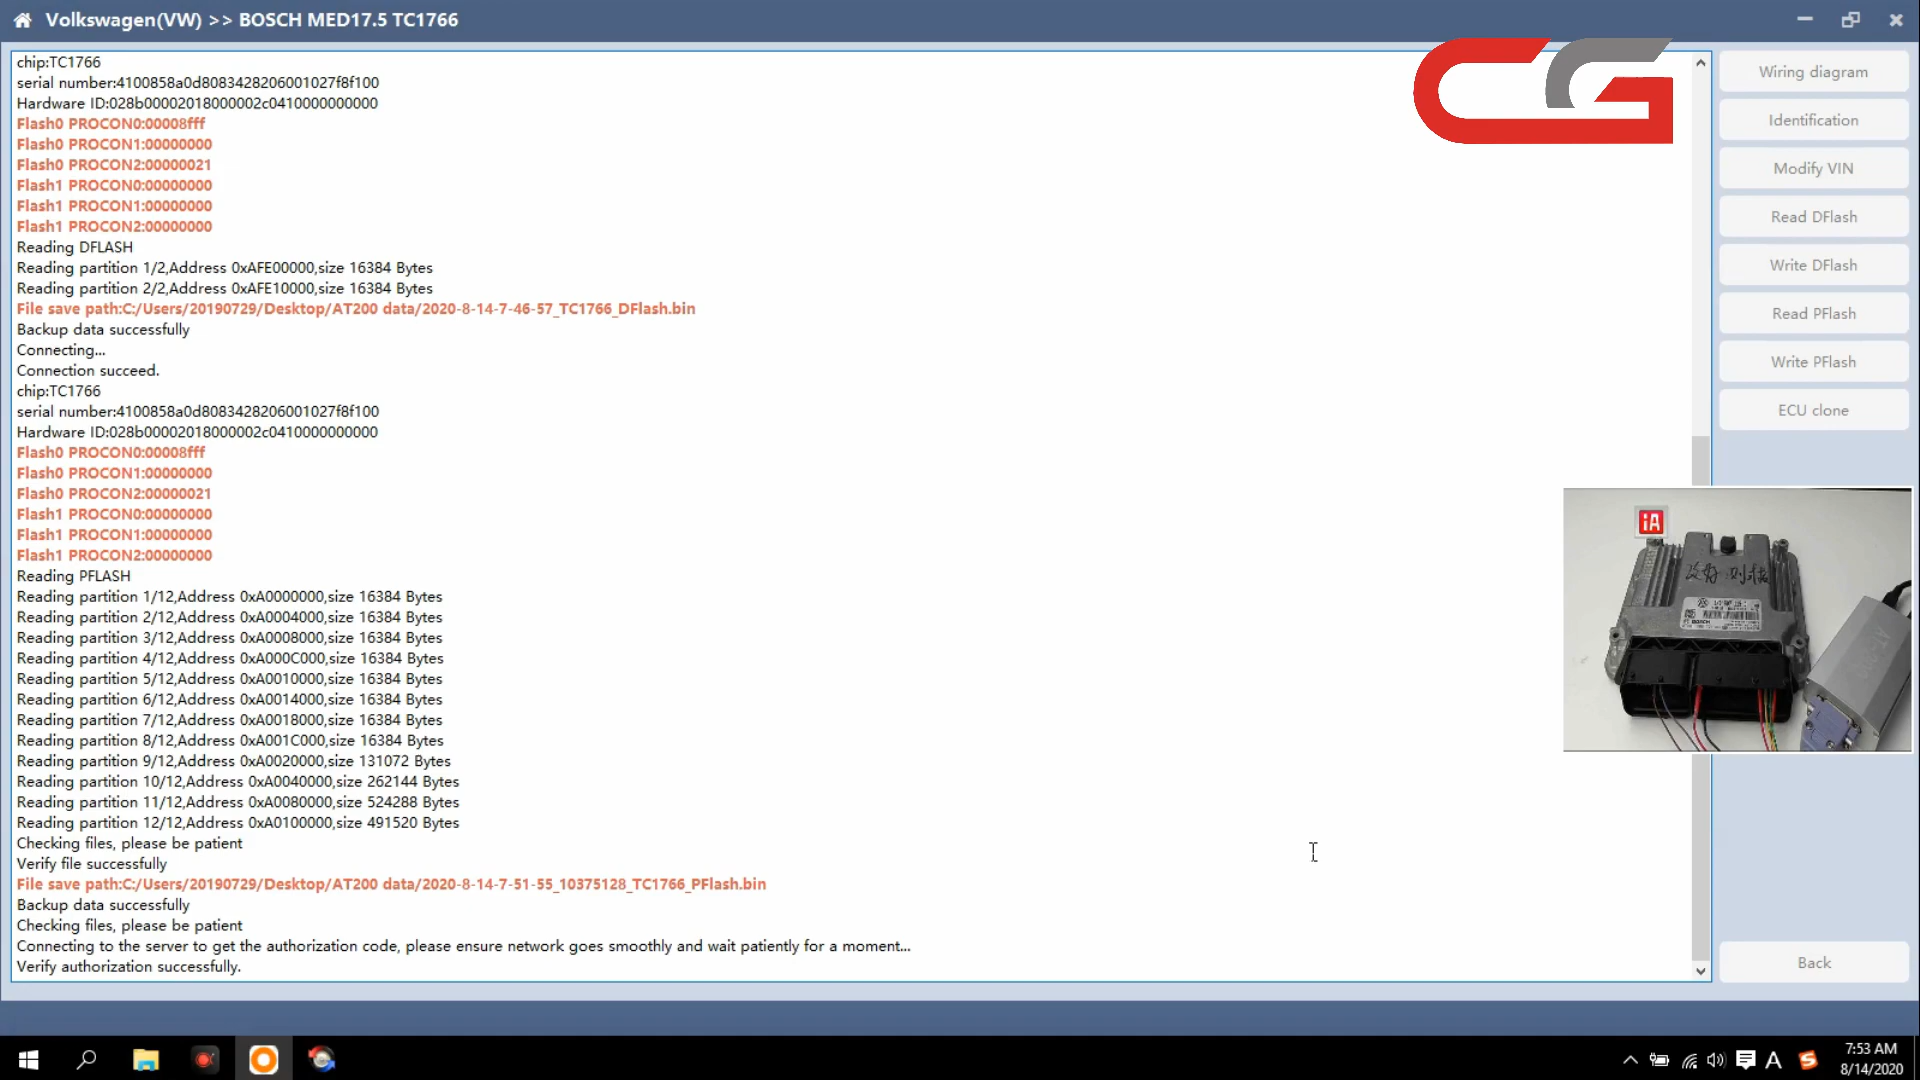 Volkswagen(VW) >> BOSCH MED17.5 TC1766
chip:TC1766
serial number:4100858a0d8083428206001027f8f100
Hardware ID:028b00002018000002c0410000000000
Flash0 PROCON0:00008fff
Flash0 PROCON1:00000000
Flash0 PROCON2:00000021
Flash1 PROCON0:00000000
Flash1 PROCON1:00000000
Flash1 PROCON2:00000000
Reading DFLASH
Reading partition 1/2,Address 0xAFE00000,size 16384 Bytes
Reading partition 2/2,Address 0xAFE10000,size 16384 Bytes
File save path:C:/Users/20190729/Desktop/AT200 data/2020-8-14-7-46-57_TC1766_DFlash.bin
Backup data successfully
Connecting...
Connection succeed.
chip:TC1766
serial number:4100858a0d8083428206001027f8f100
Hardware ID:028b00002018000002c0410000000000
Flash0 PROCON0:00008fff
Flash0 PROCON1:00000000
Flash0 PROCON2:00000021
Flash1 PROCON0:00000000
Flash1 PROCON1:00000000
Flash1 PROCON2:00000000
Reading PFLASH
Reading partition 1/12,Address 0xA0000000,size 16384 Bytes
Reading partition 2/12,Address 0xA0004000,size 16384 Bytes
Reading partition 3/12,Address 0xA0008000,size 16384 Bytes
Reading partition 4/12,Address 0xA000C000,size 16384 Bytes
Reading partition 5/12,Address 0xA0010000,size 16384 Bytes
Reading partition 6/12,Address 0xA0014000,size 16384 Bytes
Reading partition 7/12,Address 0xA0018000,size 16384 Bytes
Reading partition 8/12,Address 0xA001C000,size 16384 Bytes
Reading partition 9/12,Address 0xA0020000,size 131072 Bytes
Reading partition 10/12,Address 0xA0040000,size 262144 Bytes
Reading partition 11/12,Address 0xA0080000,size 524288 Bytes
Reading partition 12/12,Address 0xA0100000,size 491520 Bytes
Checking files, please be patient
Verify file successfully
File save path:C:/Users/20190729/Desktop/AT200 data/2020-8-14-7-51-55_10375128_TC1766_PFlash.bin
Backup data successfully
Checking files, please be patient
Connecting to the server to get the authorization code, please ensure network goes smoothly and wait patiently for a moment...
Verify authorization successfully.
CG
Wiring diagram
Identification
Modify VIN
Read DFlash
Write DFlash
Read PFlash
Write PFlash
ECU clone
iA
BOSCH
Back
A
S
7:53 AM
8/14/2020